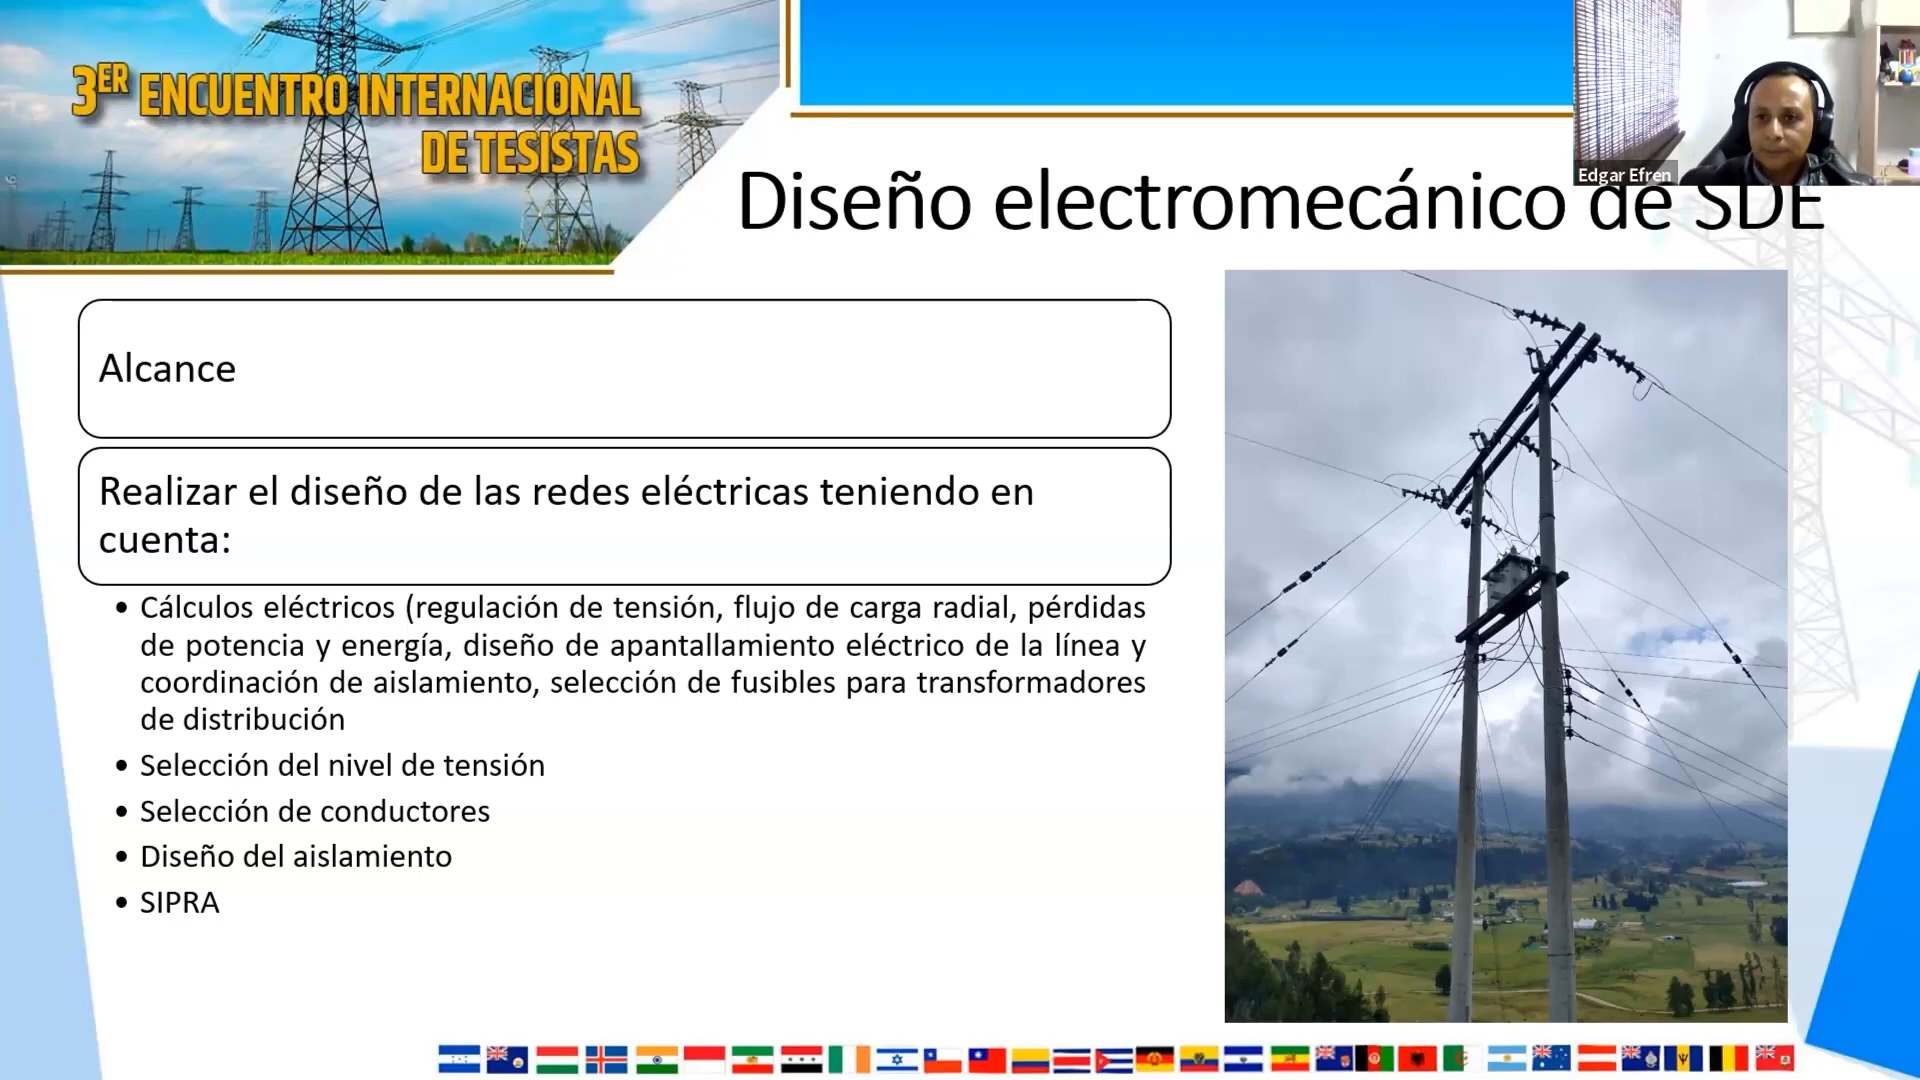 3ER ENCUENTRO INTERNACIONAL
DE TESISTAS
Edgar Efren
Diseño electromecánico de SDE
Alcance
Realizar el diseño de las redes eléctricas teniendo en
cuenta:
• Cálculos eléctricos (regulación de tensión, flujo de carga radial, pérdidas
de potencia y energía, diseño de apantallamiento eléctrico de la línea y
coordinación de aislamiento, selección de fusibles para transformadores
de distribución
• Selección del nivel de tensión
• Selección de conductores
• Diseño del aislamiento
• SIPRA